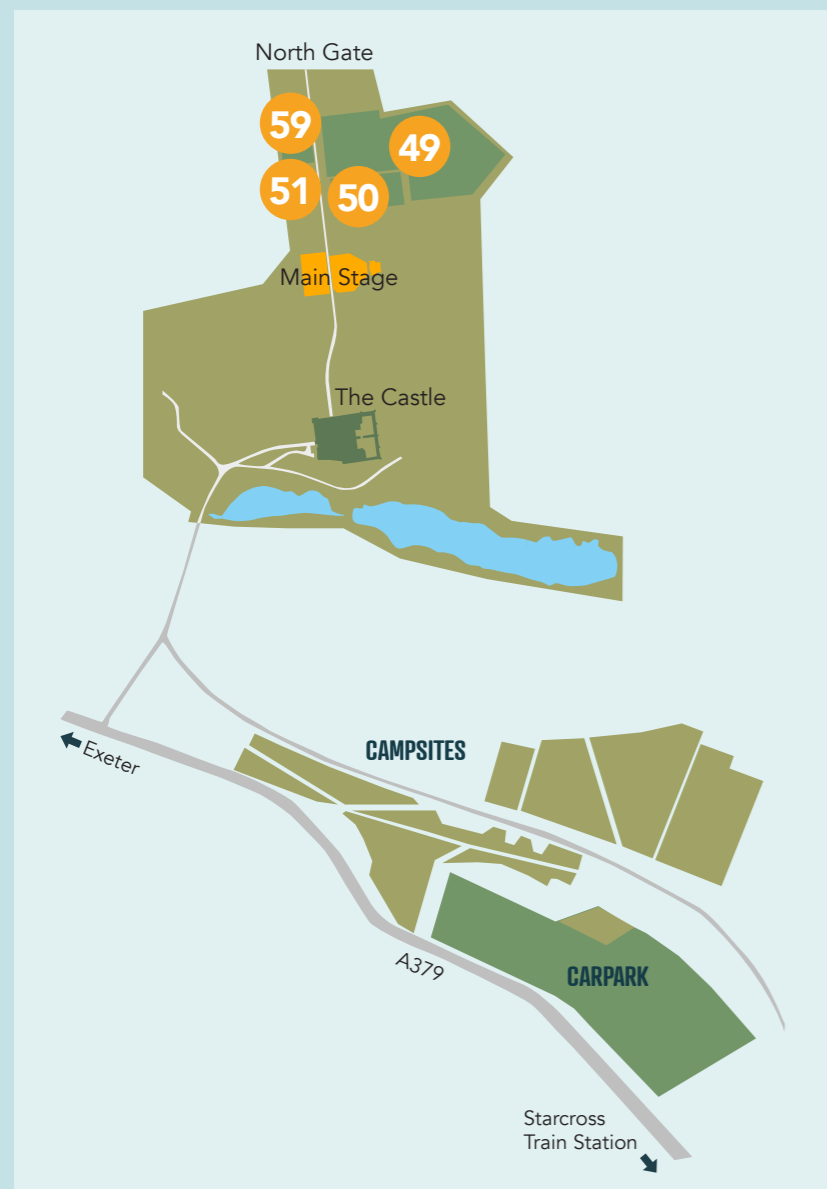 North Gate
59
49
51
50
Main Stage
The Castle
CAMPSITES
Exeter
A379
CARPARK
Starcross
Train Station